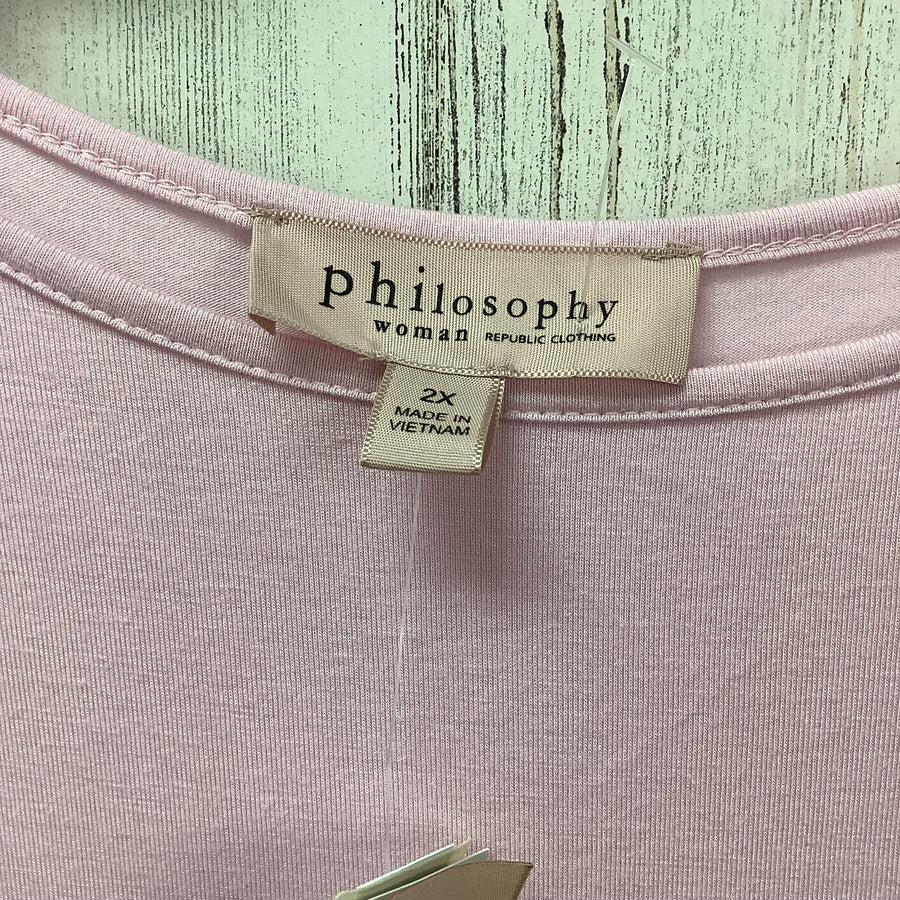 philosophy
woman REPUBLIC CLOTHING
2X
MADE IN
VIETNAM